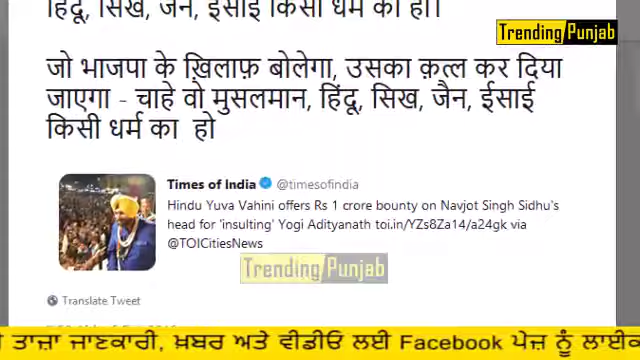 हिंदू, सिख, जैन, ईसाई किसी धर्म का हो।
Trending Punjab
जो भाजपा के ख़िलाफ़ बोलेगा, उसका क़त्ल कर दिया
जाएगा - चाहे वो मुसलमान, हिंदू, सिख, जैन, ईसाई
किसी धर्म का हो
Times of India @timesofindia
Hindu Yuva Vahini offers Rs 1 crore bounty on Navjot Singh Sidhu's
head for 'insulting' Yogi Adityanath toi.in/YZs8Za14/a24gk via
@TOICitiesNews
Trending Punjab
Translate Tweet
ਤਾਜ਼ਾ ਜਾਣਕਾਰੀ, ਖ਼ਬਰ ਅਤੇ ਵੀਡੀਓ ਲਈ Facebook ਪੇਜ਼ ਨੂੰ ਲਾਈਕ